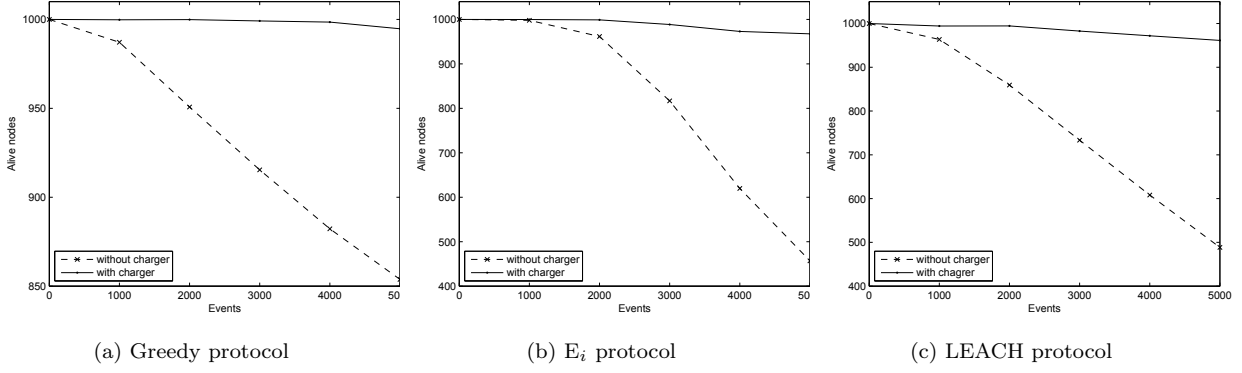 1000
950
900
850
Alive nodes
0
1000
2000
3000
4000
50
Events
without charger
with charger
(a) Greedy protocol
1000
900
800
700
600
500
400
Alive nodes
0
1000
2000
3000
4000
50
Events
without charger
with charger
(b) Ei protocol
1000
900
800
700
600
500
400
Alive nodes
0
1000
2000
3000
4000
5000
Events
without charger
with chagrer
(c) LEACH protocol